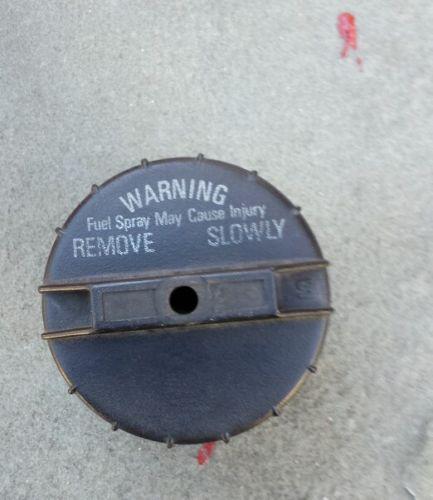 WARNING
Fuel Spray May Cause Injury
REMOVE SLOWLY